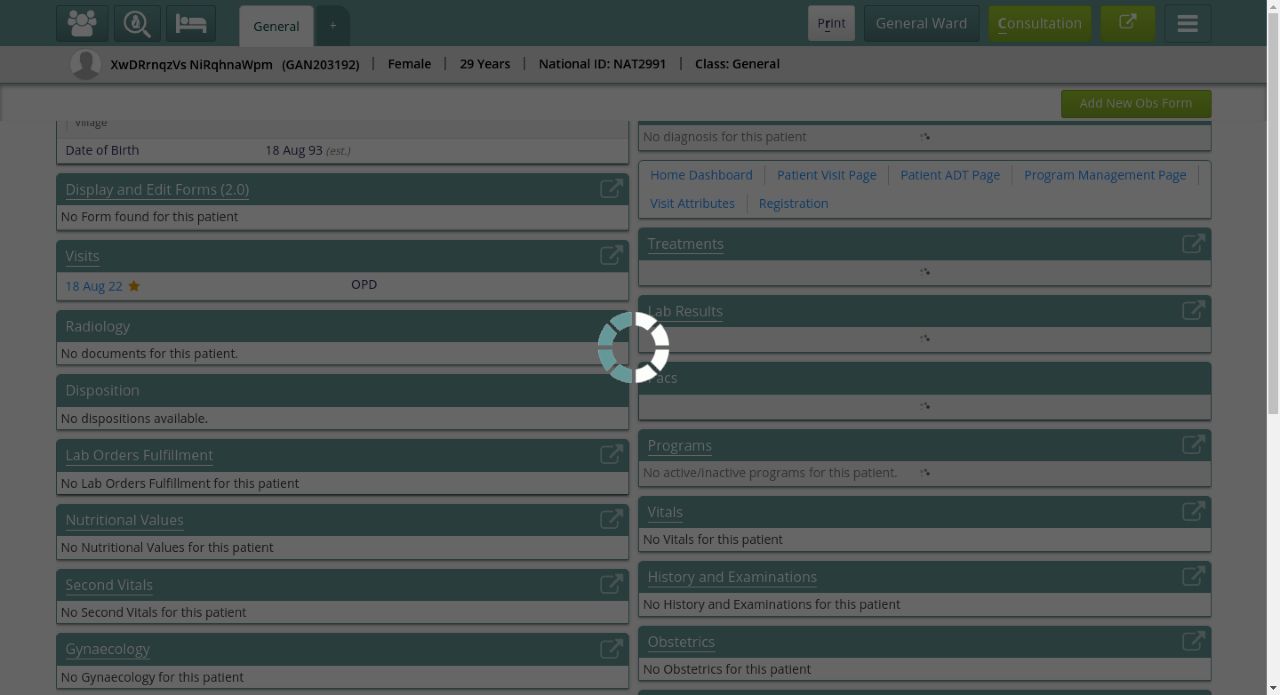 General
+
Print
General Ward
Consultation
XwDRrnqzVs NiRqhnaWpm (GAN203192) | Female | 29 Years | National ID: NAT2991 | Class: General
Add New Obs Form
Village
Date of Birth 18 Aug 93 (est.)
Display and Edit Forms (2.0)
No Form found for this patient
Visits
18 Aug 22 OPD
Radiology
No documents for this patient.
Disposition
No dispositions available.
Lab Orders Fulfillment
No Lab Orders Fulfillment for this patient
Nutritional Values
No Nutritional Values for this patient
Second Vitals
No Second Vitals for this patient
Gynaecology
No Gynaecology for this patient
No diagnosis for this patient
Home Dashboard | Patient Visit Page | Patient ADT Page | Program Management Page |
Visit Attributes | Registration
Treatments
Lab Results
Pacs
Programs
No active/inactive programs for this patient.
Vitals
No Vitals for this patient
History and Examinations
No History and Examinations for this patient
Obstetrics
No Obstetrics for this patient